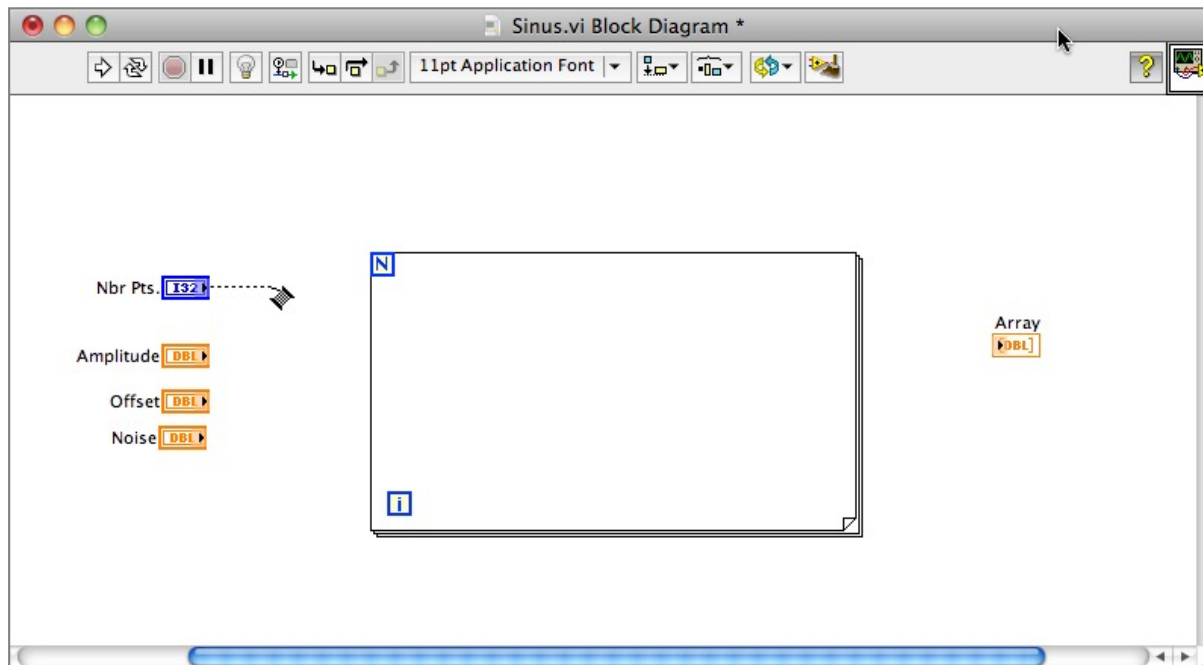 Sinus.vi Block Diagram *
11pt Application Font
?
N
Nbr Pts. I32
Array
DBL
Amplitude DBL
Offset DBL
Noise DBL
i